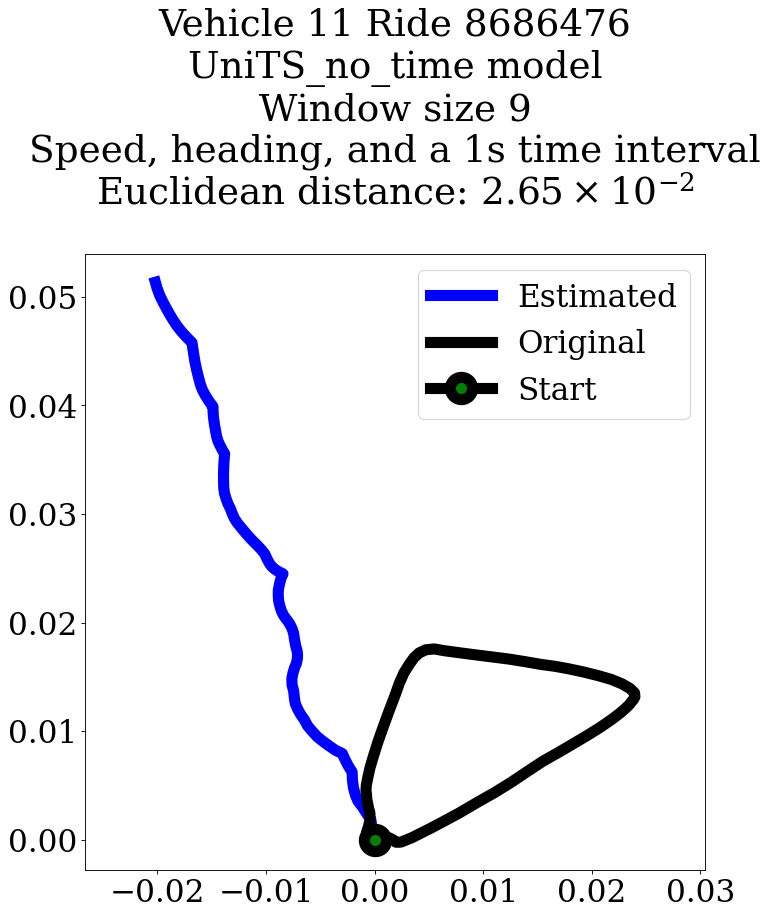 Vehicle 11 Ride 8686476
UniTS_no_time model
Window size 9
Speed, heading, and a 1s time interval
Euclidean distance: 2.65 × 10⁻²
Estimated
Original
Start
0.05
0.04
0.03
0.02
0.01
0.00
−0.02 −0.01 0.00 0.01 0.02 0.03